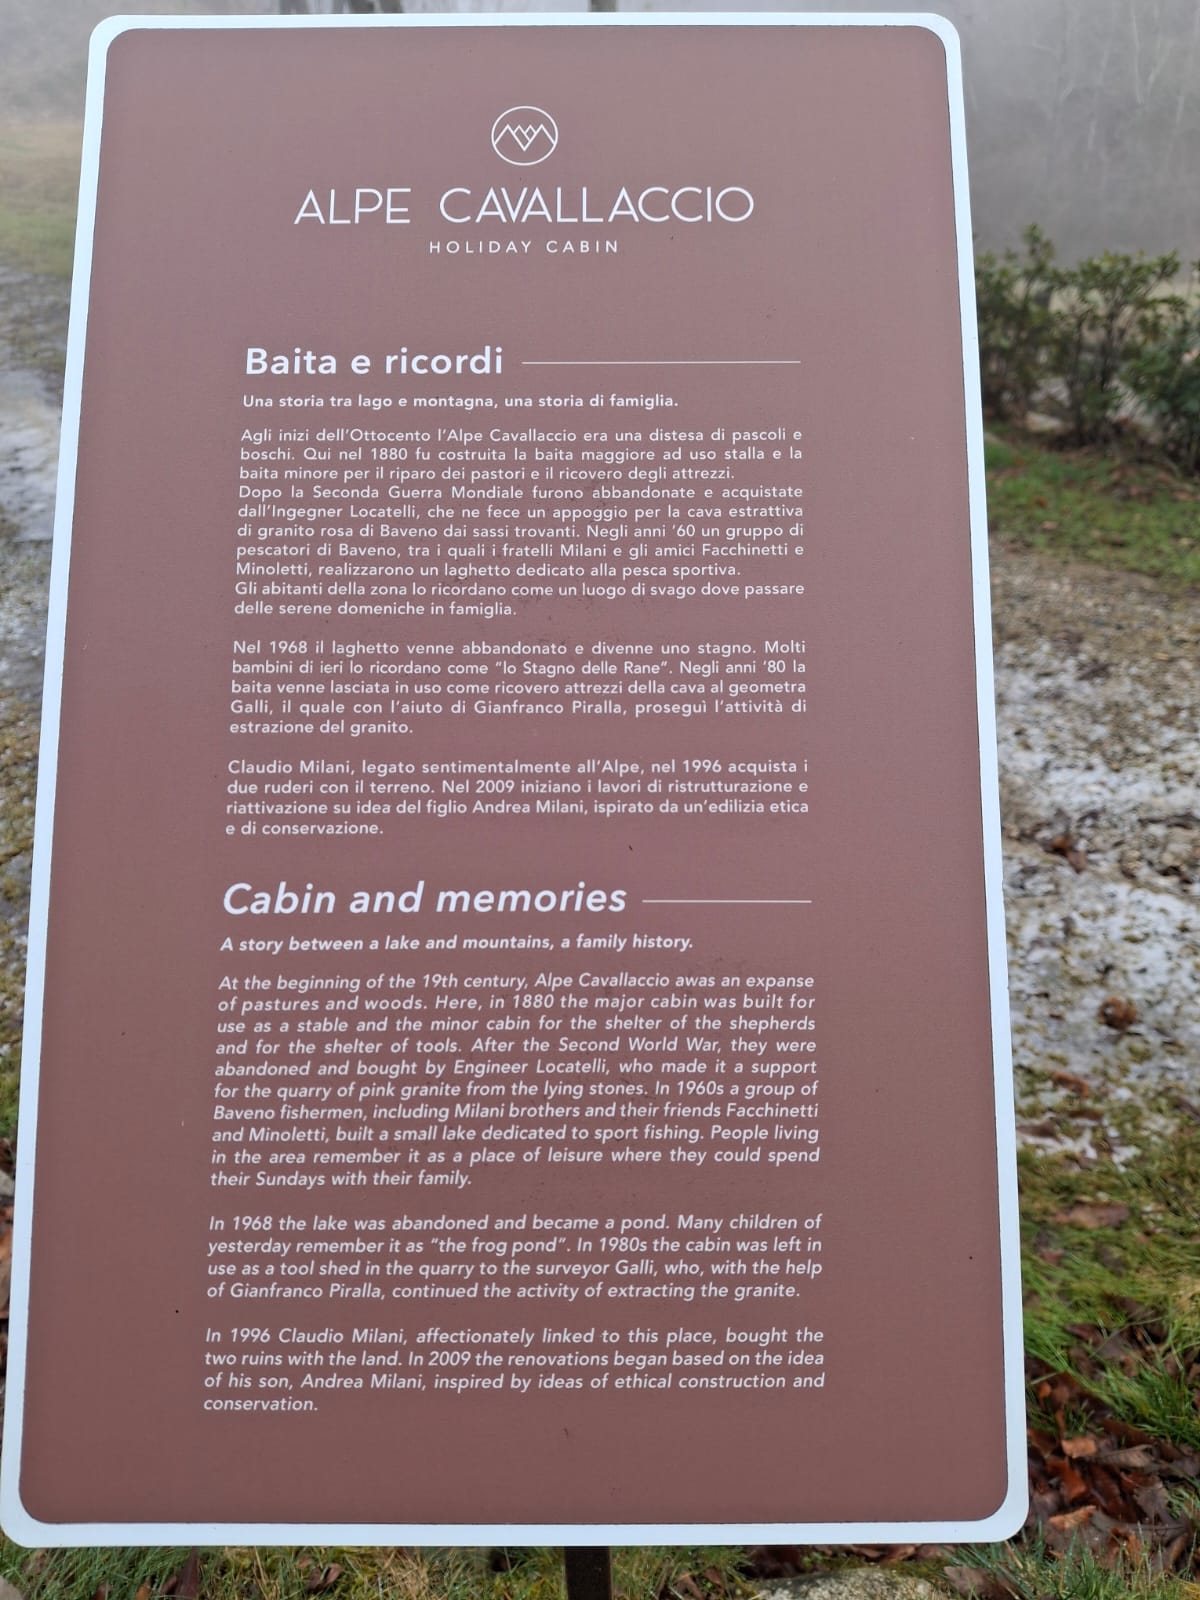 ALPE CAVALLACCIO
HOLIDAY CABIN
Baita e ricordi
Una storia tra lago e montagna, una storia di famiglia.
Agli inizi dell'Ottocento l'Alpe Cavallaccio era una distesa di pascoli e
boschi. Qui nel 1880 fu costruita la baita maggiore ad uso stalla e la
baita minore per il riparo dei pastori e il ricovero degli attrezzi.
Dopo la Seconda Guerra Mondiale furono abbandonate e acquistate
dall'Ingegner Locatelli, che ne fece un appoggio per la cava estrattiva
di granito rosa di Baveno dai sassi trovanti. Negli anni '60 un gruppo di
pescatori di Baveno, tra i quali i fratelli Milani e gli amici Facchinetti e
Minoletti, realizzarono un laghetto dedicato alla pesca sportiva.
Gli abitanti della zona lo ricordano come un luogo di svago dove passare
delle serene domeniche in famiglia.
Nel 1968 il laghetto venne abbandonato e divenne uno stagno. Molti
bambini di ieri lo ricordano come "lo Stagno delle Rane". Negli anni '80 la
baita venne lasciata in uso come ricovero attrezzi della cava al geometra
Galli, il quale con l'aiuto di Gianfranco Piralla, proseguì l'attività di
estrazione del granito.
Claudio Milani, legato sentimentalmente all'Alpe, nel 1996 acquista i
due ruderi con il terreno. Nel 2009 iniziano i lavori di ristrutturazione e
riattivazione su idea del figlio Andrea Milani, ispirato da un'edilizia etica
e di conservazione.
Cabin and memories
A story between a lake and mountains, a family history.
At the beginning of the 19th century, Alpe Cavallaccio awas an expanse
of pastures and woods. Here, in 1880 the major cabin was built for
use as a stable and the minor cabin for the shelter of the shepherds
and for the shelter of tools. After the Second World War, they were
abandoned and bought by Engineer Locatelli, who made it a support
for the quarry of pink granite from the lying stones. In 1960s a group of
Baveno fishermen, including Milani brothers and their friends Facchinetti
and Minoletti, built a small lake dedicated to sport fishing. People living
in the area remember it as a place of leisure where they could spend
their Sundays with their family.
In 1968 the lake was abandoned and became a pond. Many children of
yesterday remember it as "the frog pond". In 1980s the cabin was left in
use as a tool shed in the quarry to the surveyor Galli, who, with the help
of Gianfranco Piralla, continued the activity of extracting the granite.
In 1996 Claudio Milani, affectionately linked to this place, bought the
two ruins with the land. In 2009 the renovations began based on the idea
of his son, Andrea Milani, inspired by ideas of ethical construction and
conservation.